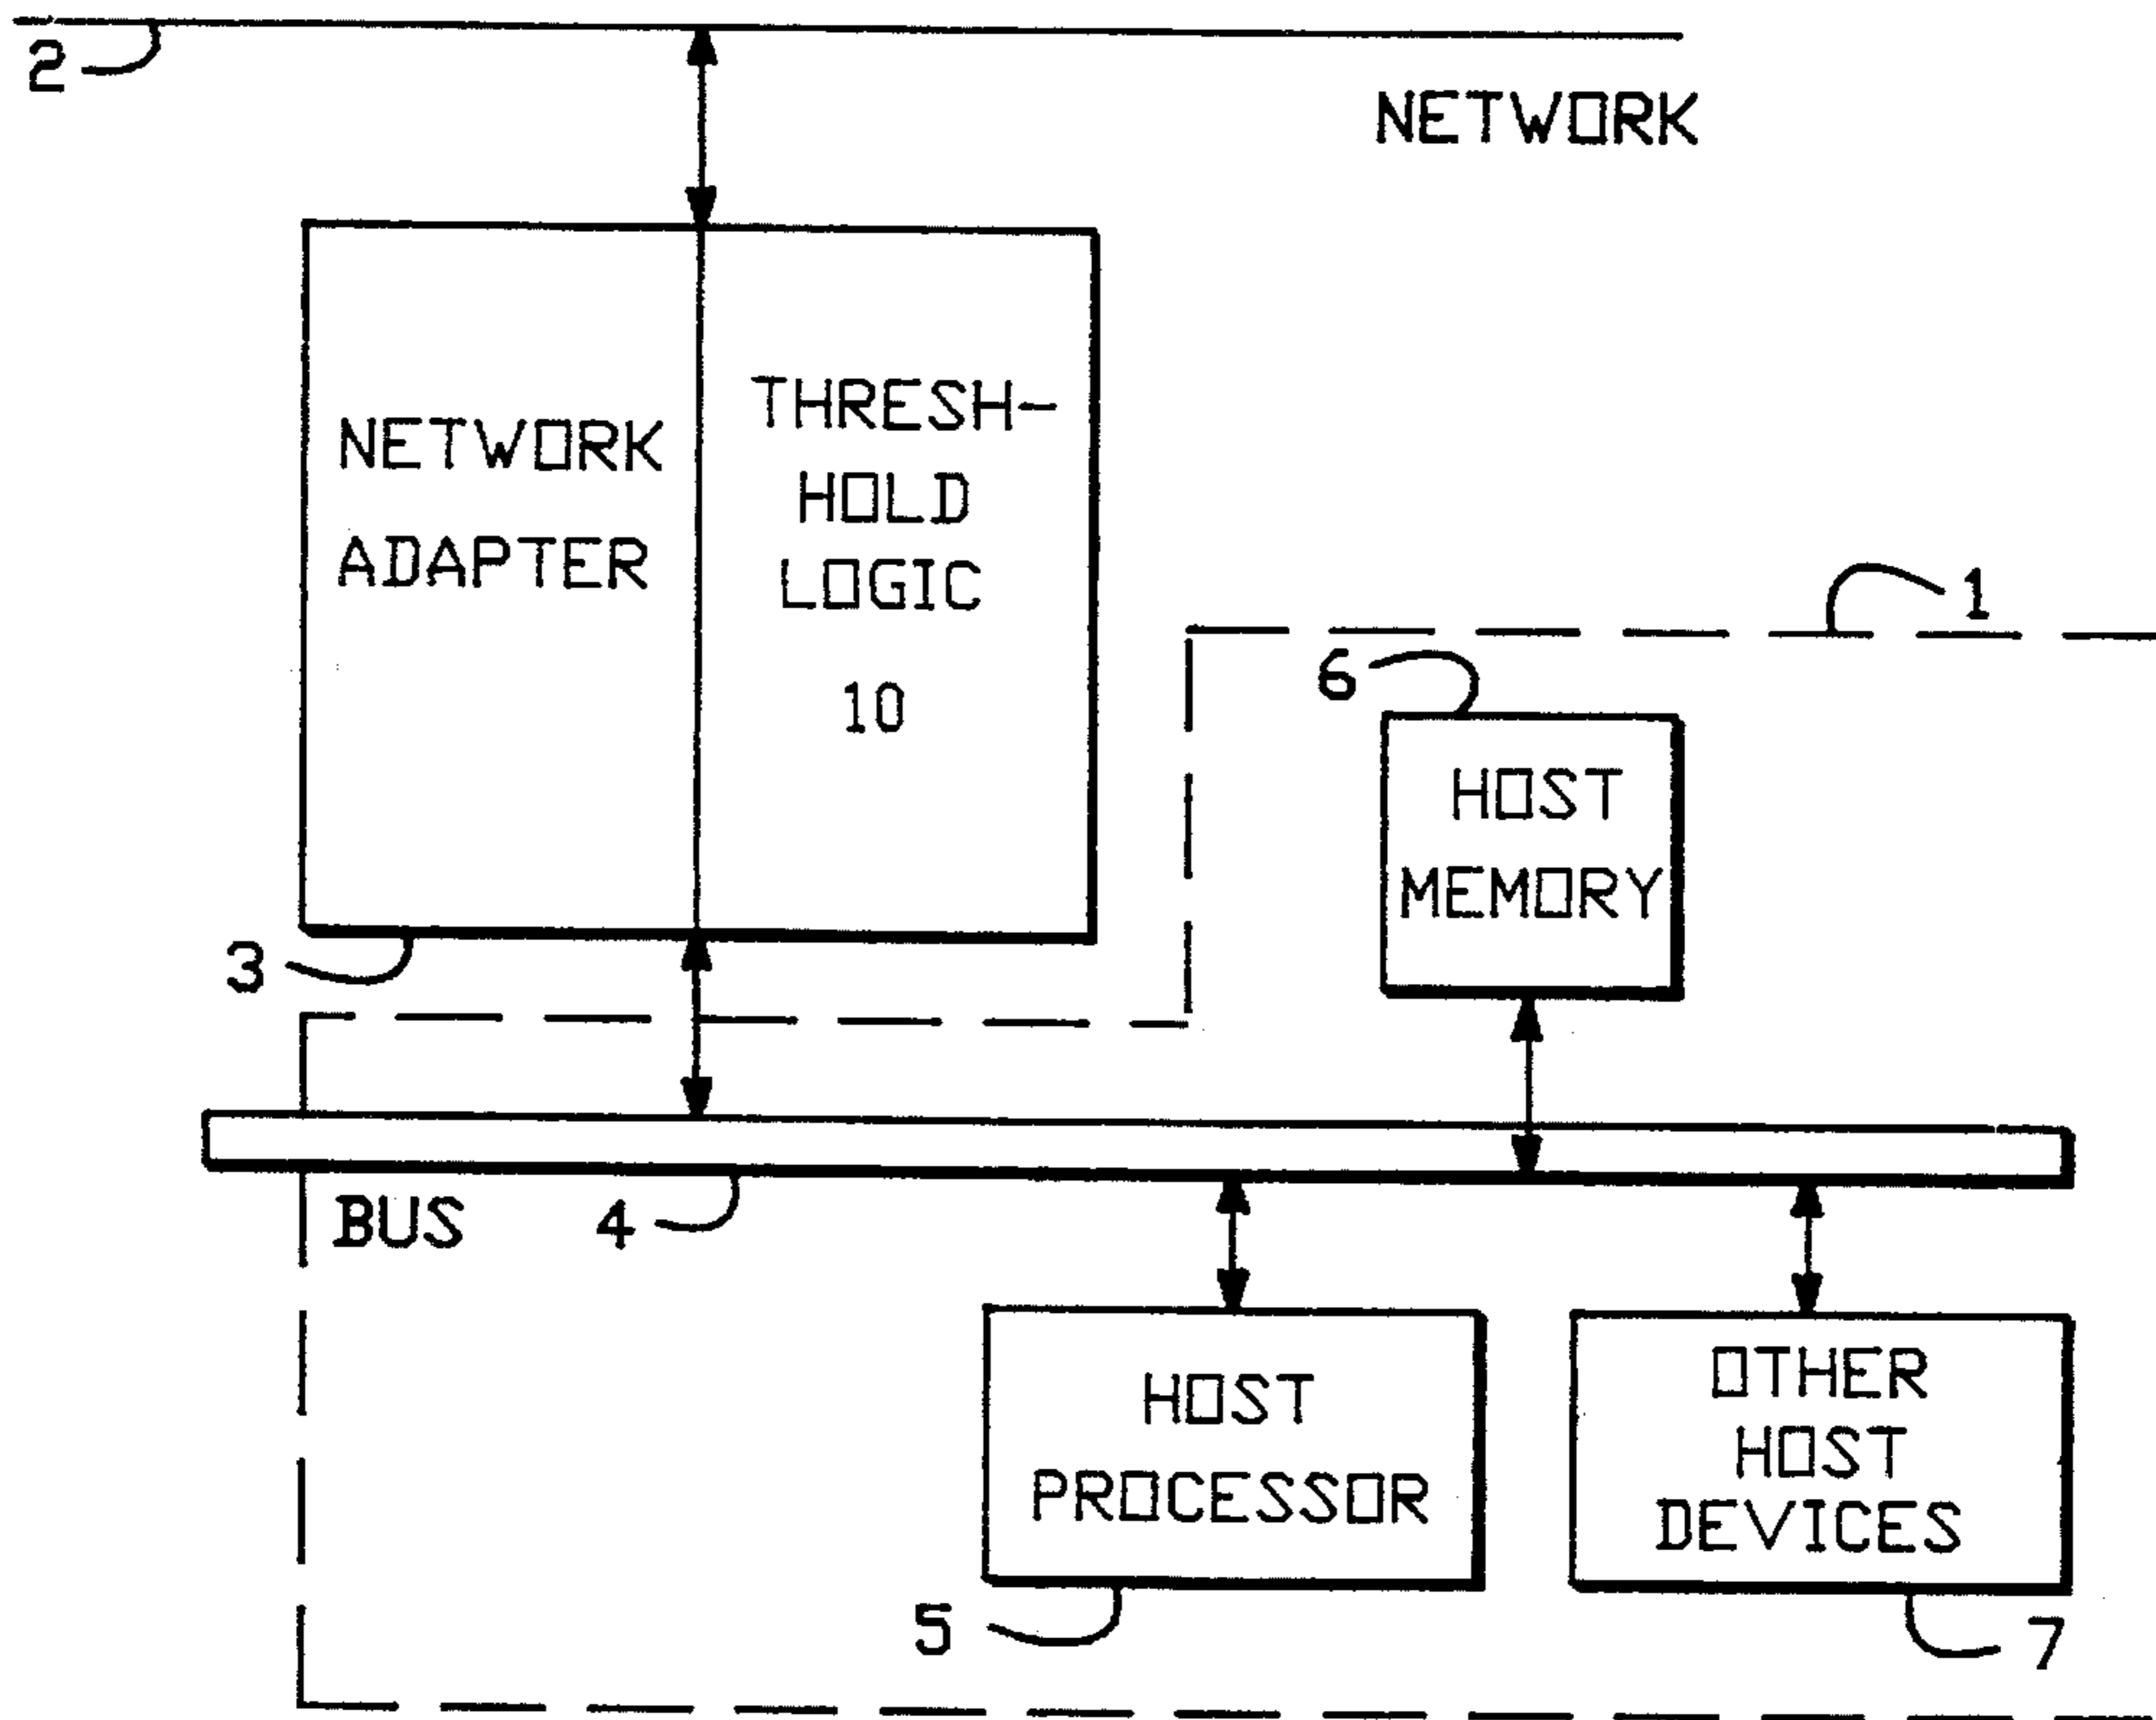 2
NETWORK
NETWORK
ADAPTER
THRESH-
HOLD
LOGIC
10
1
6
HOST
MEMORY
3
BUS
4
HOST
PROCESSOR
OTHER
HOST
DEVICES
5
7